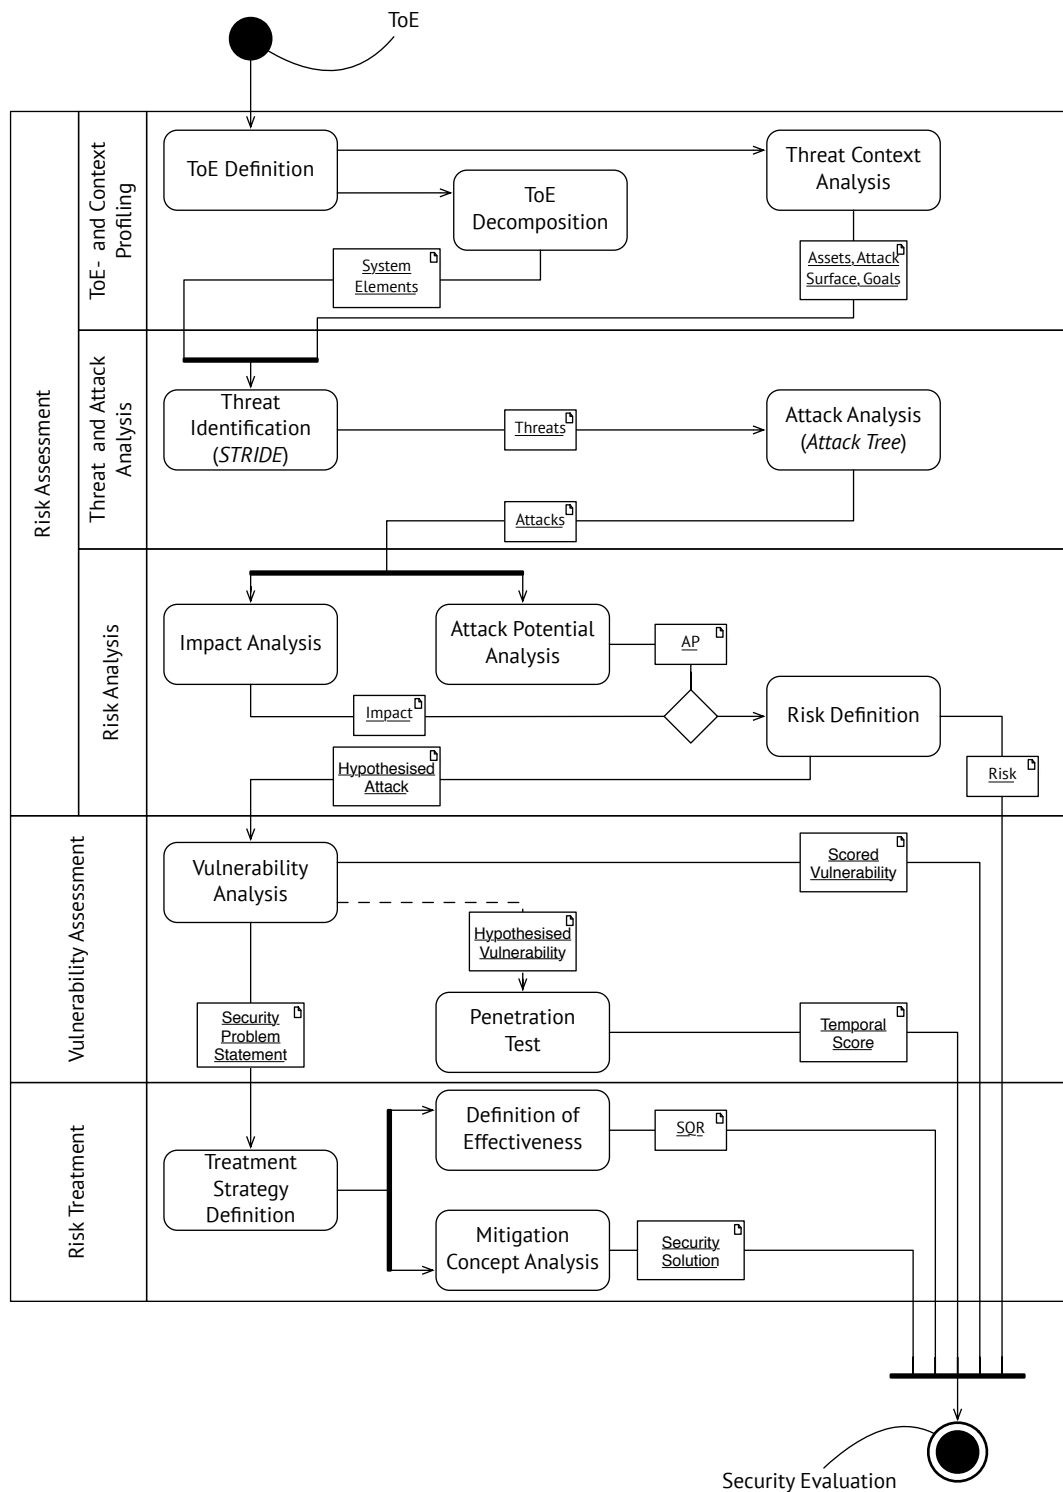 ToE
Risk Assessment
ToE- and Context
Profiling
ToE Definition
ToE
Decomposition
Threat Context
Analysis
System
Elements
Assets, Attack
Surface, Goals
Threat and Attack
Analysis
Threat
Identification
(STRIDE)
Threats
Attack Analysis
(Attack Tree)
Attacks
Risk Analysis
Impact Analysis
Attack Potential
Analysis
AP
Impact
Risk Definition
Hypothesised
Attack
Risk
Vulnerability Assessment
Vulnerability
Analysis
Scored
Vulnerability
Hypothesised
Vulnerability
Security
Problem
Statement
Penetration
Test
Temporal
Score
Risk Treatment
Treatment
Strategy
Definition
Definition of
Effectiveness
SQR
Mitigation
Concept Analysis
Security
Solution
Security Evaluation